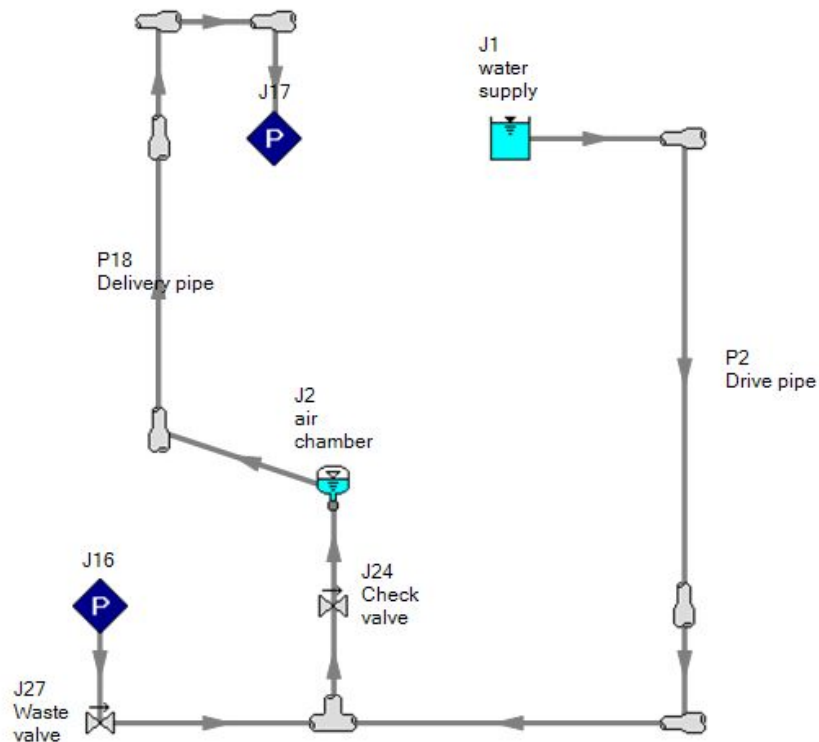 J1
water
supply
J17
P
P18
Delivery pipe
P2
Drive pipe
J2
air
chamber
J16
P
J24
Check
valve
J27
Waste
valve